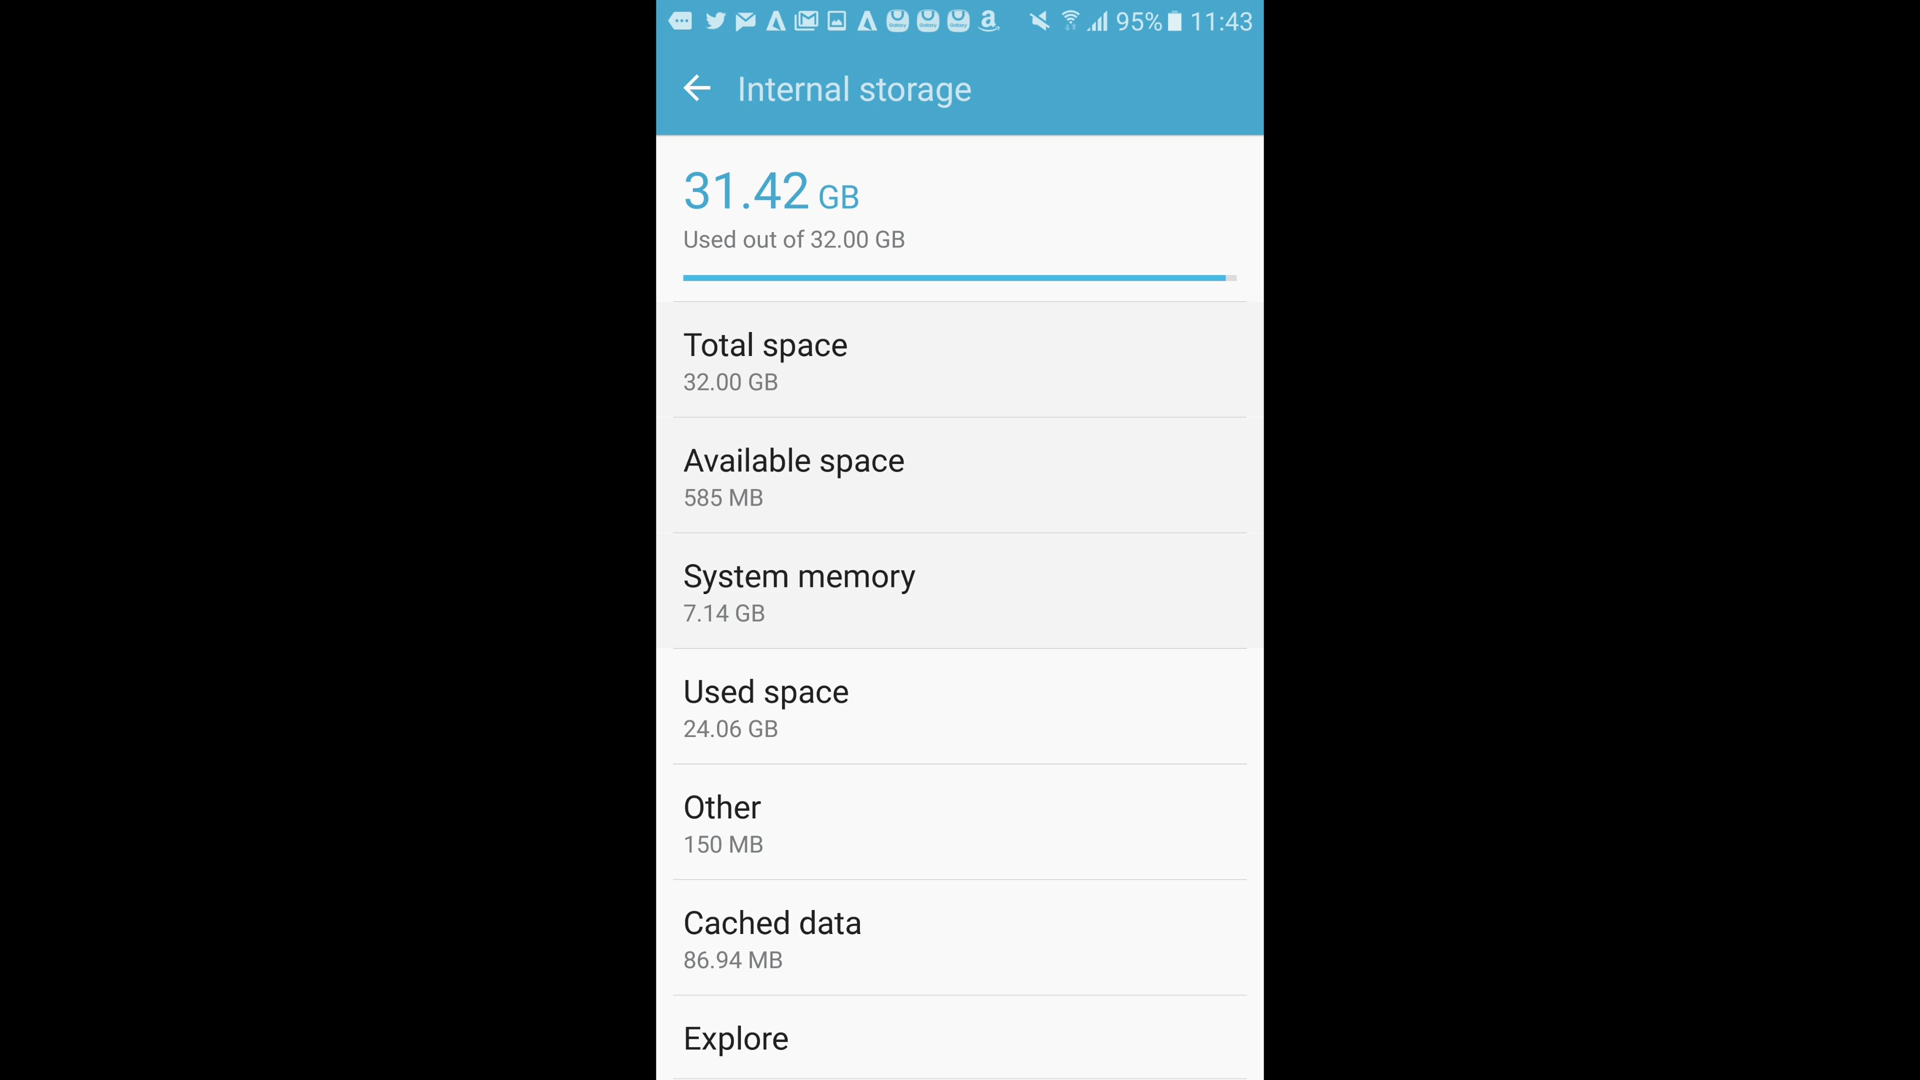 95% 11:43
Internal storage
31.42 GB
Used out of 32.00 GB
Total space
32.00 GB
Available space
585 MB
System memory
7.14 GB
Used space
24.06 GB
Other
150 MB
Cached data
86.94 MB
Explore